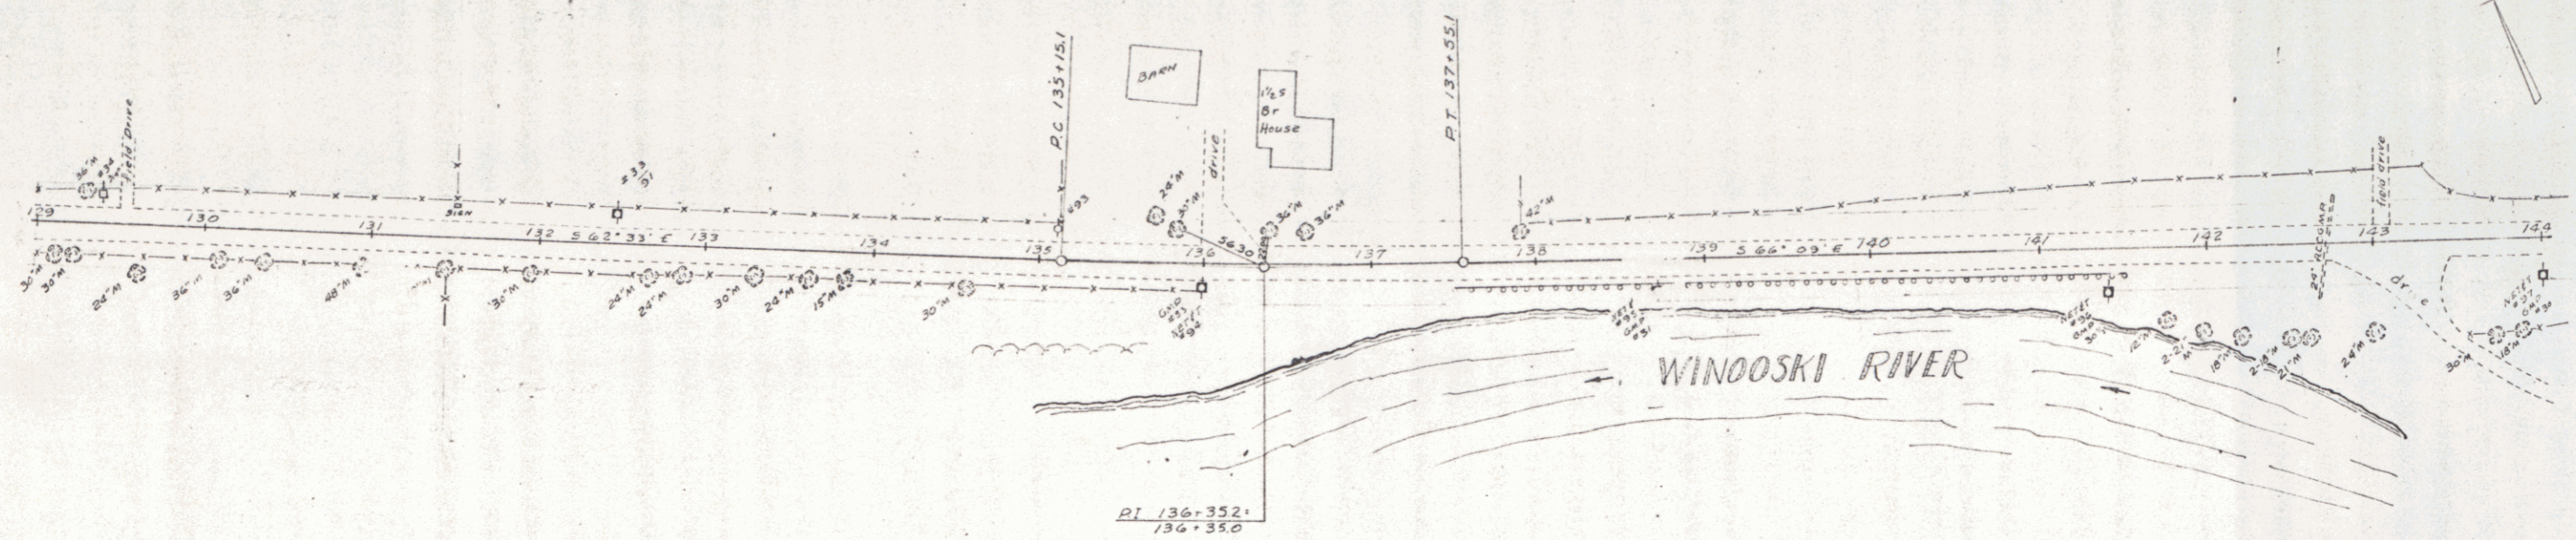 P.C 135+15.1
P.T 137+55.1
BARN
1½ S
Br
House
Field Drive
drive
field drive
36"M
24"M
36"M
36"M
42"M
SIGN
#93
129
130
131
132
S 62° 33' E
133
134
135
136
137
138
139
S 66° 09' E
140
141
142
143
144
30"M
30"M
24"M
36"M
36"M
48"M
30"M
24"M
24"M
30"M
24"M
15"M
30"M
drive
12"M
18"M
21"M
24"M
30"M
18"M
WINOOSKI RIVER
P.I 136+35.2=
136+35.0